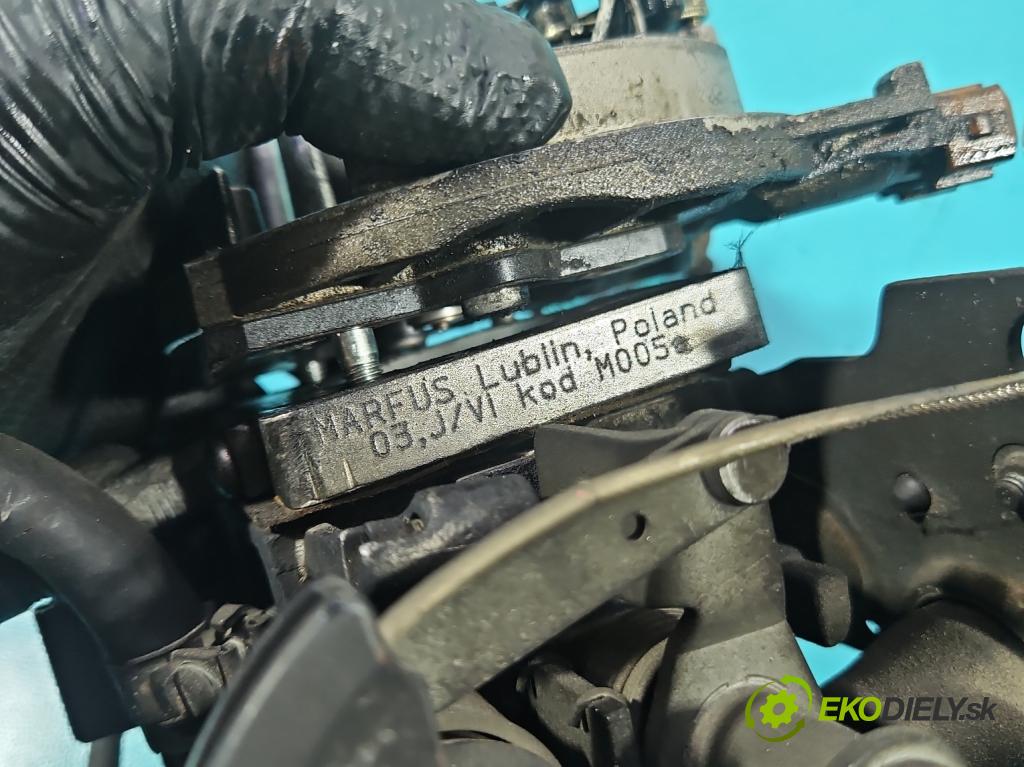 MARFUS, Lublin, Poland
03,J/VI kod M005
EKODIELY.sk